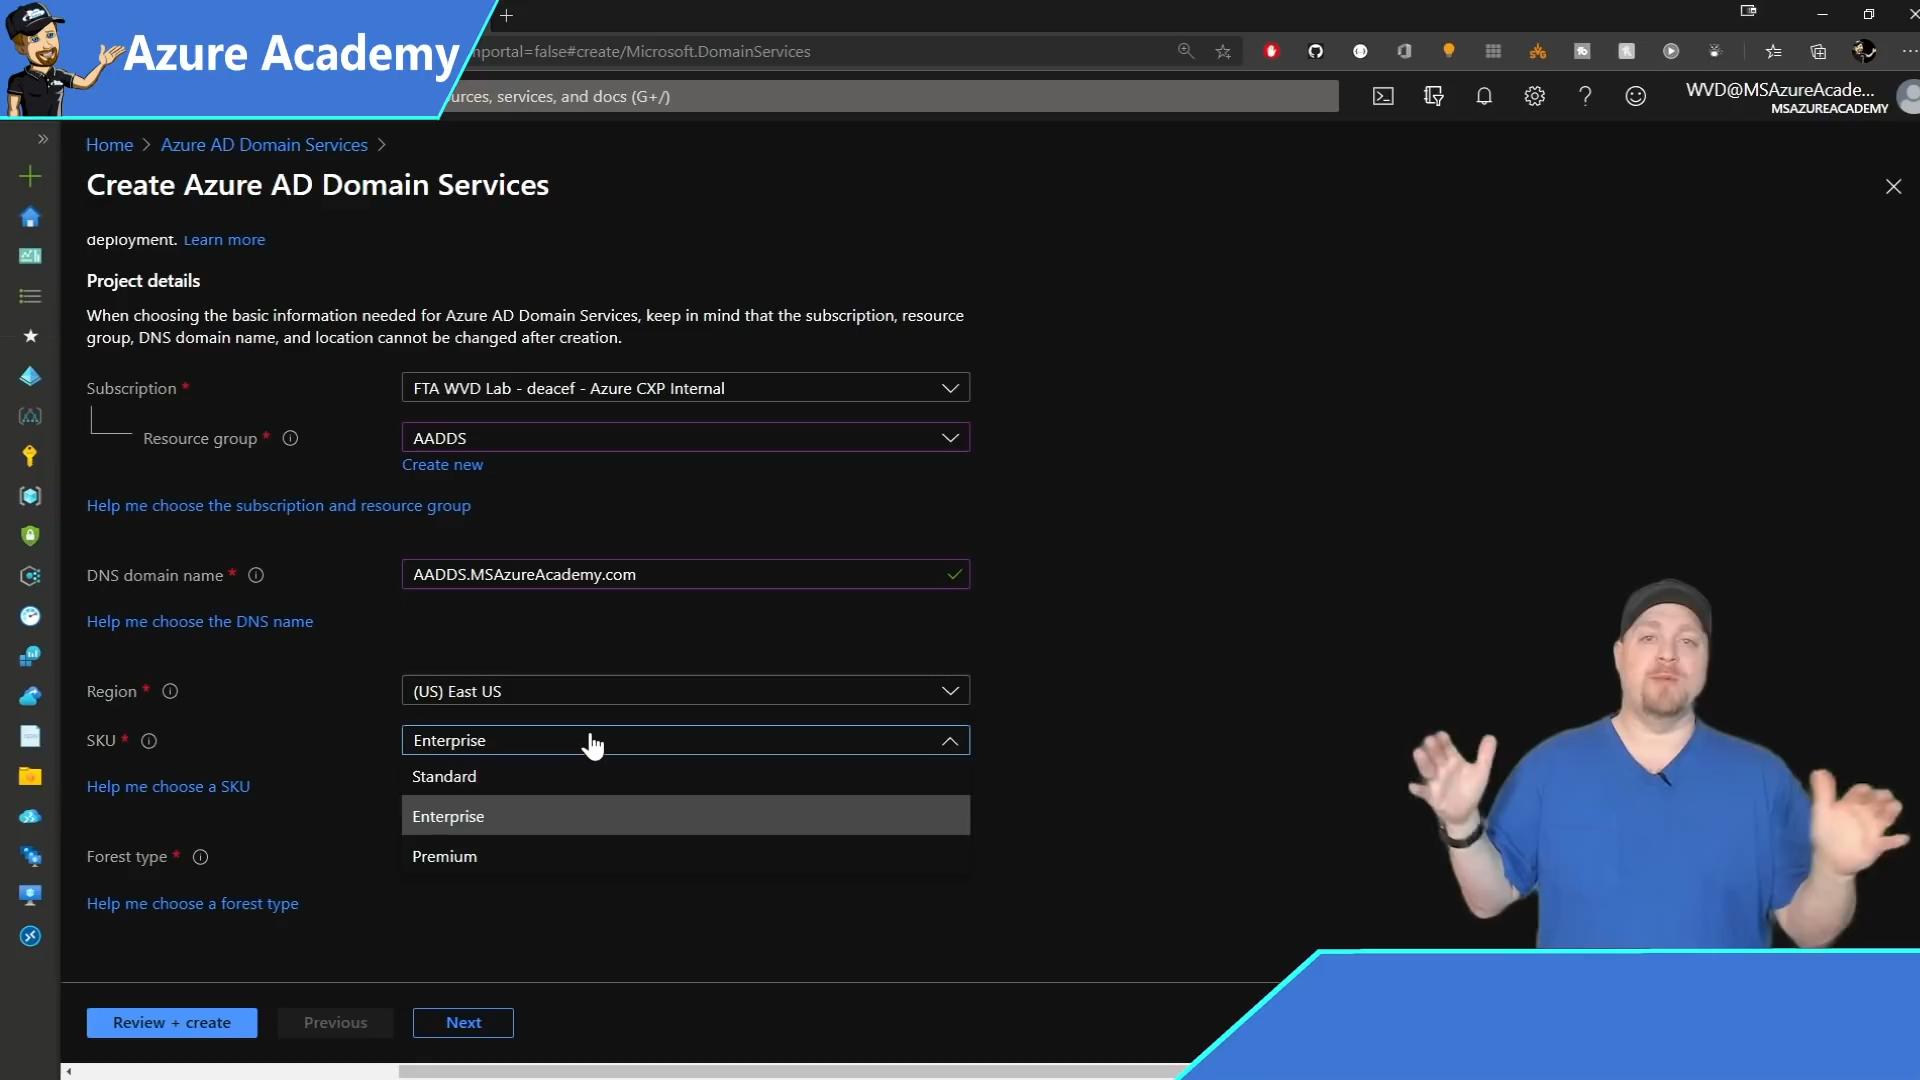 Azure Academy
nportal=false#create/Microsoft.DomainServices
urces, services, and docs (G+/)
WVD@MSAzureAcade...
MSAZUREACADEMY
Home > Azure AD Domain Services >
Create Azure AD Domain Services
deployment. Learn more
Project details
When choosing the basic information needed for Azure AD Domain Services, keep in mind that the subscription, resource
group, DNS domain name, and location cannot be changed after creation.
Subscription *
FTA WVD Lab - deacef - Azure CXP Internal
Resource group *
AADDS
Create new
Help me choose the subscription and resource group
DNS domain name *
AADDS.MSAzureAcademy.com
Help me choose the DNS name
Region *
(US) East US
SKU *
Enterprise
Standard
Help me choose a SKU
Enterprise
Forest type *
Premium
Help me choose a forest type
Review + create
Previous
Next